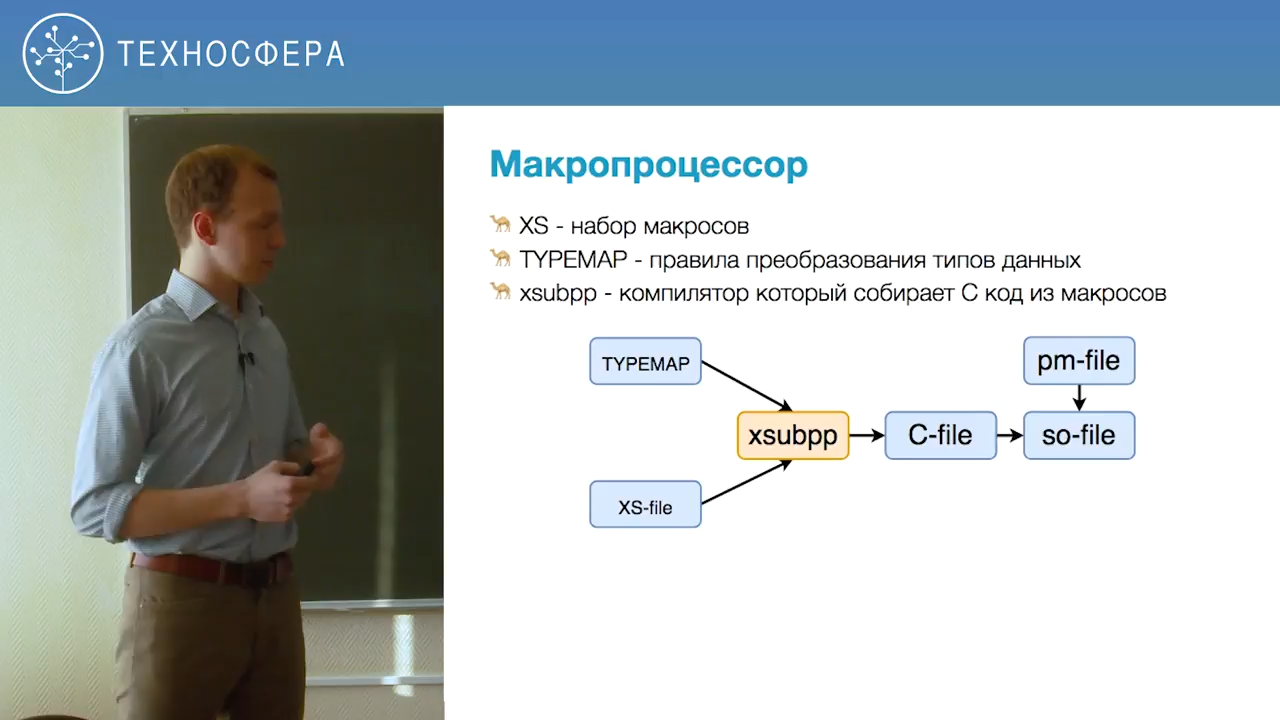 ТЕХНОСФЕРА
Макропроцессор
XS - набор макросов
TYPEMAP - правила преобразования типов данных
xsubpp - компилятор который собирает C код из макросов
TYPEMAP
pm-file
xsubpp
C-file
so-file
XS-file